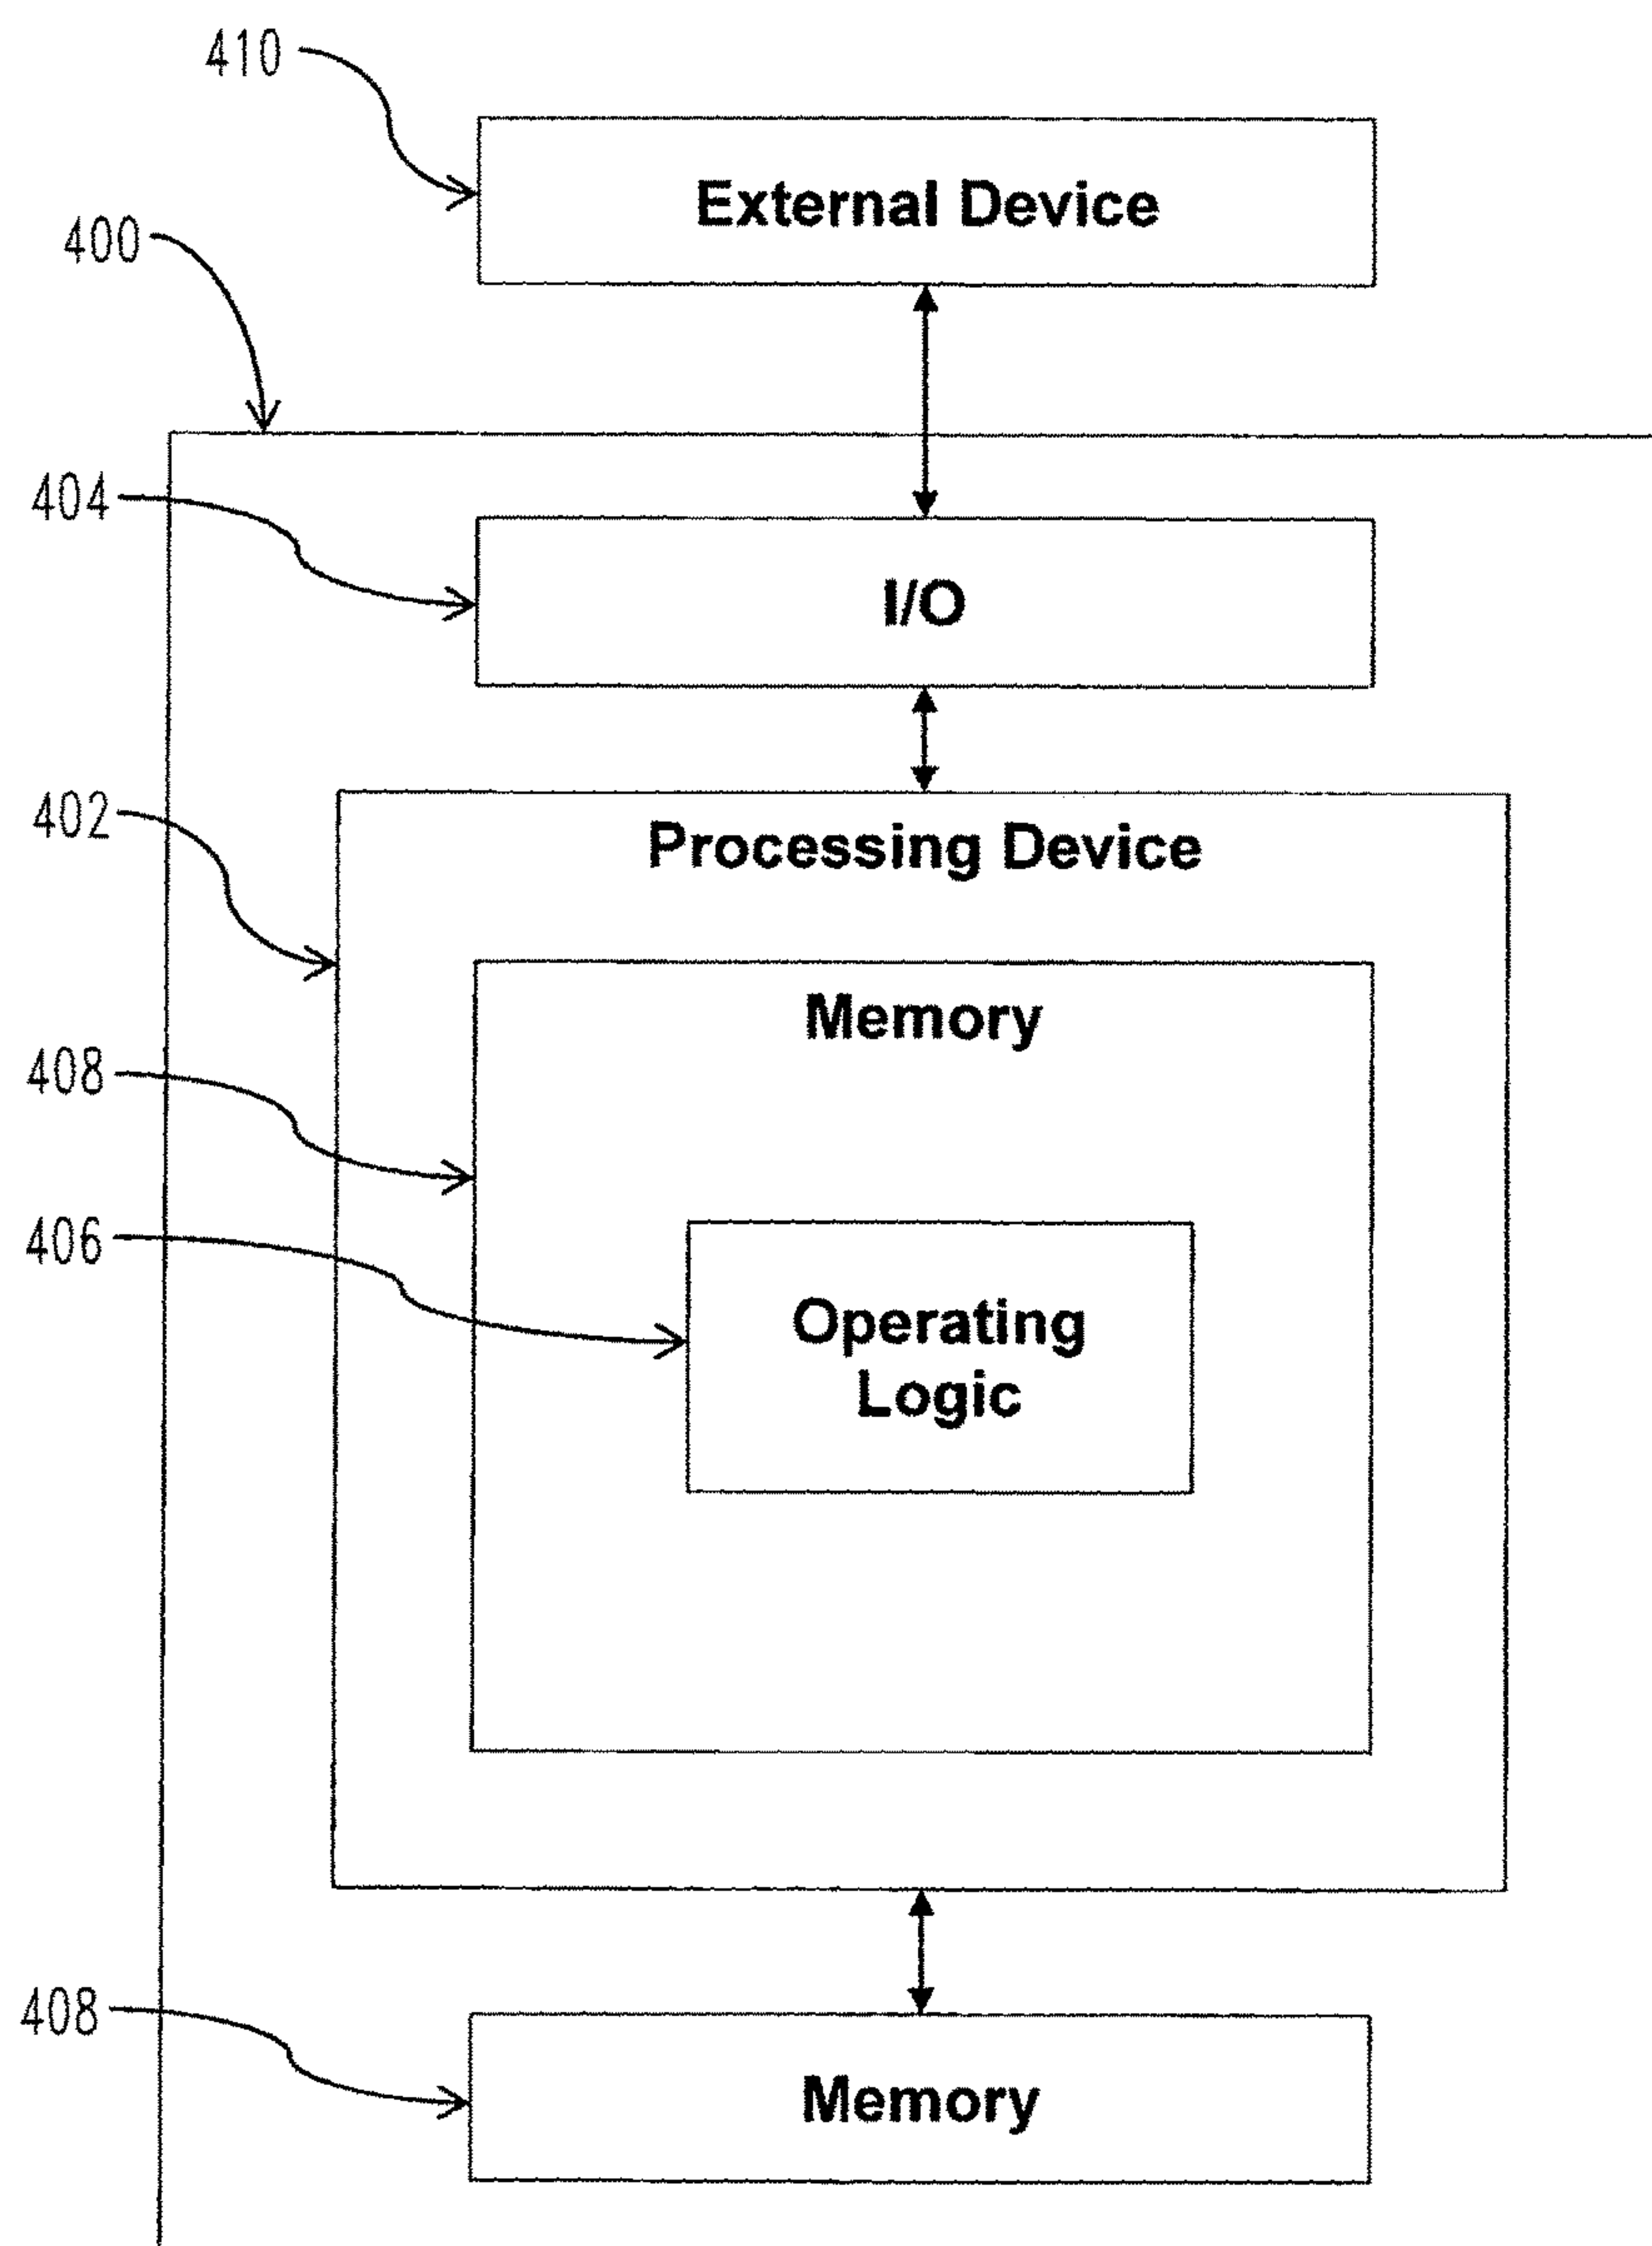 410
External Device
400
404
I/O
402
Processing Device
Memory
408
406
Operating
Logic
408
Memory